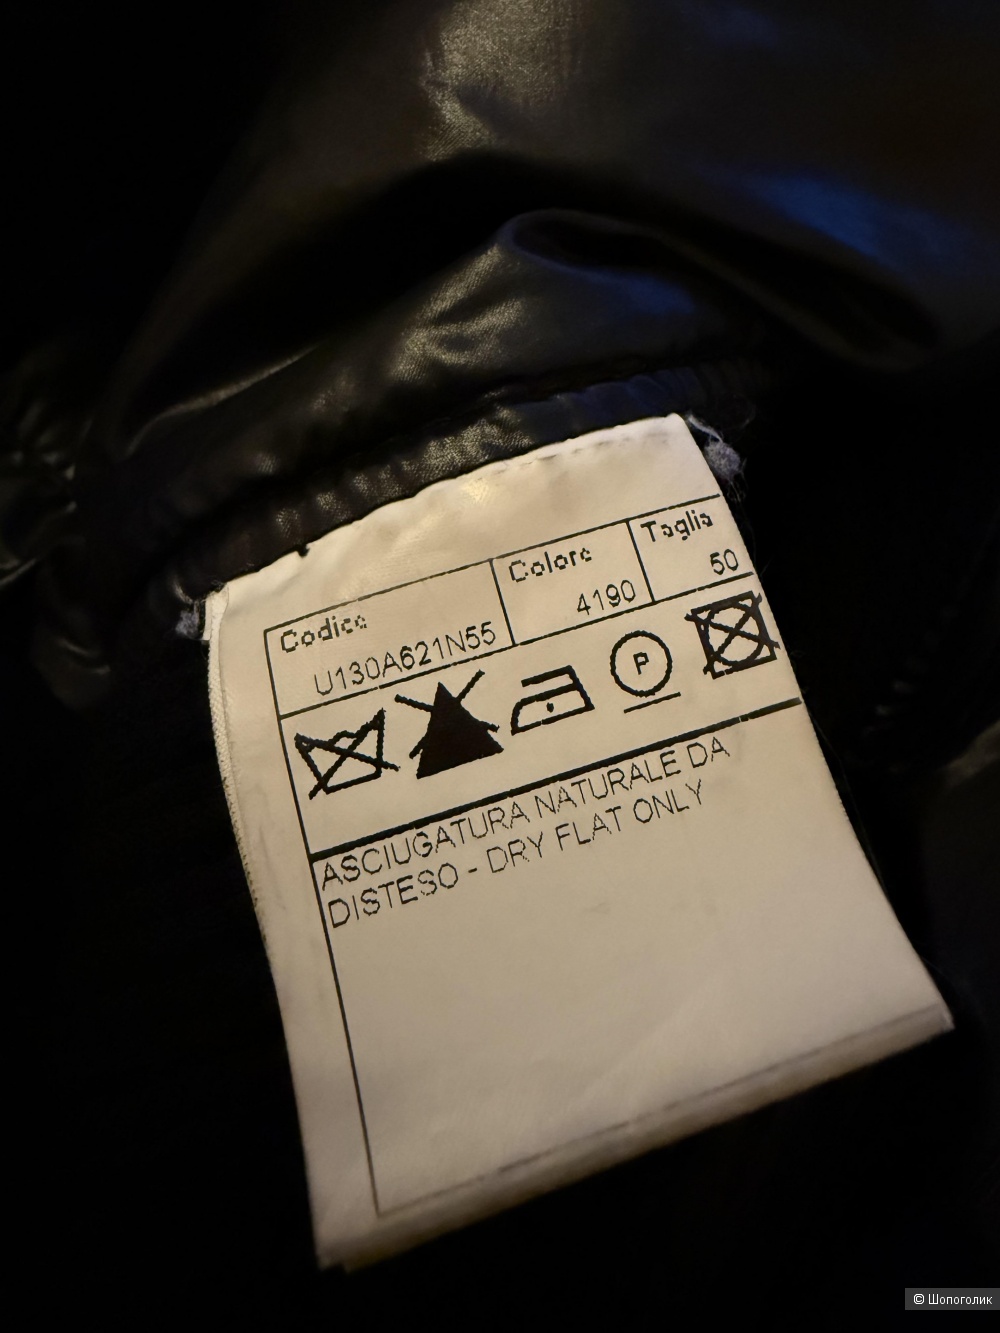 Codice
Colore
Taglia
U130A621N55
4190
50
P
ASCIUGATURA NATURALE DA
DISTESO - DRY FLAT ONLY
© Шопоголик